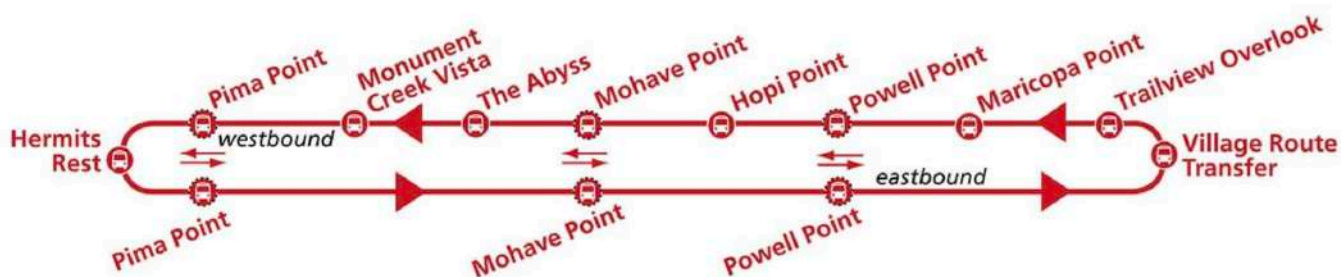 Hermits
Rest
Pima Point
westbound
Monument
Creek Vista
The Abyss
Mohave Point
Hopi Point
Powell Point
Maricopa Point
Trailview Overlook
Village Route
Transfer
Pima Point
Mohave Point
Powell Point
eastbound